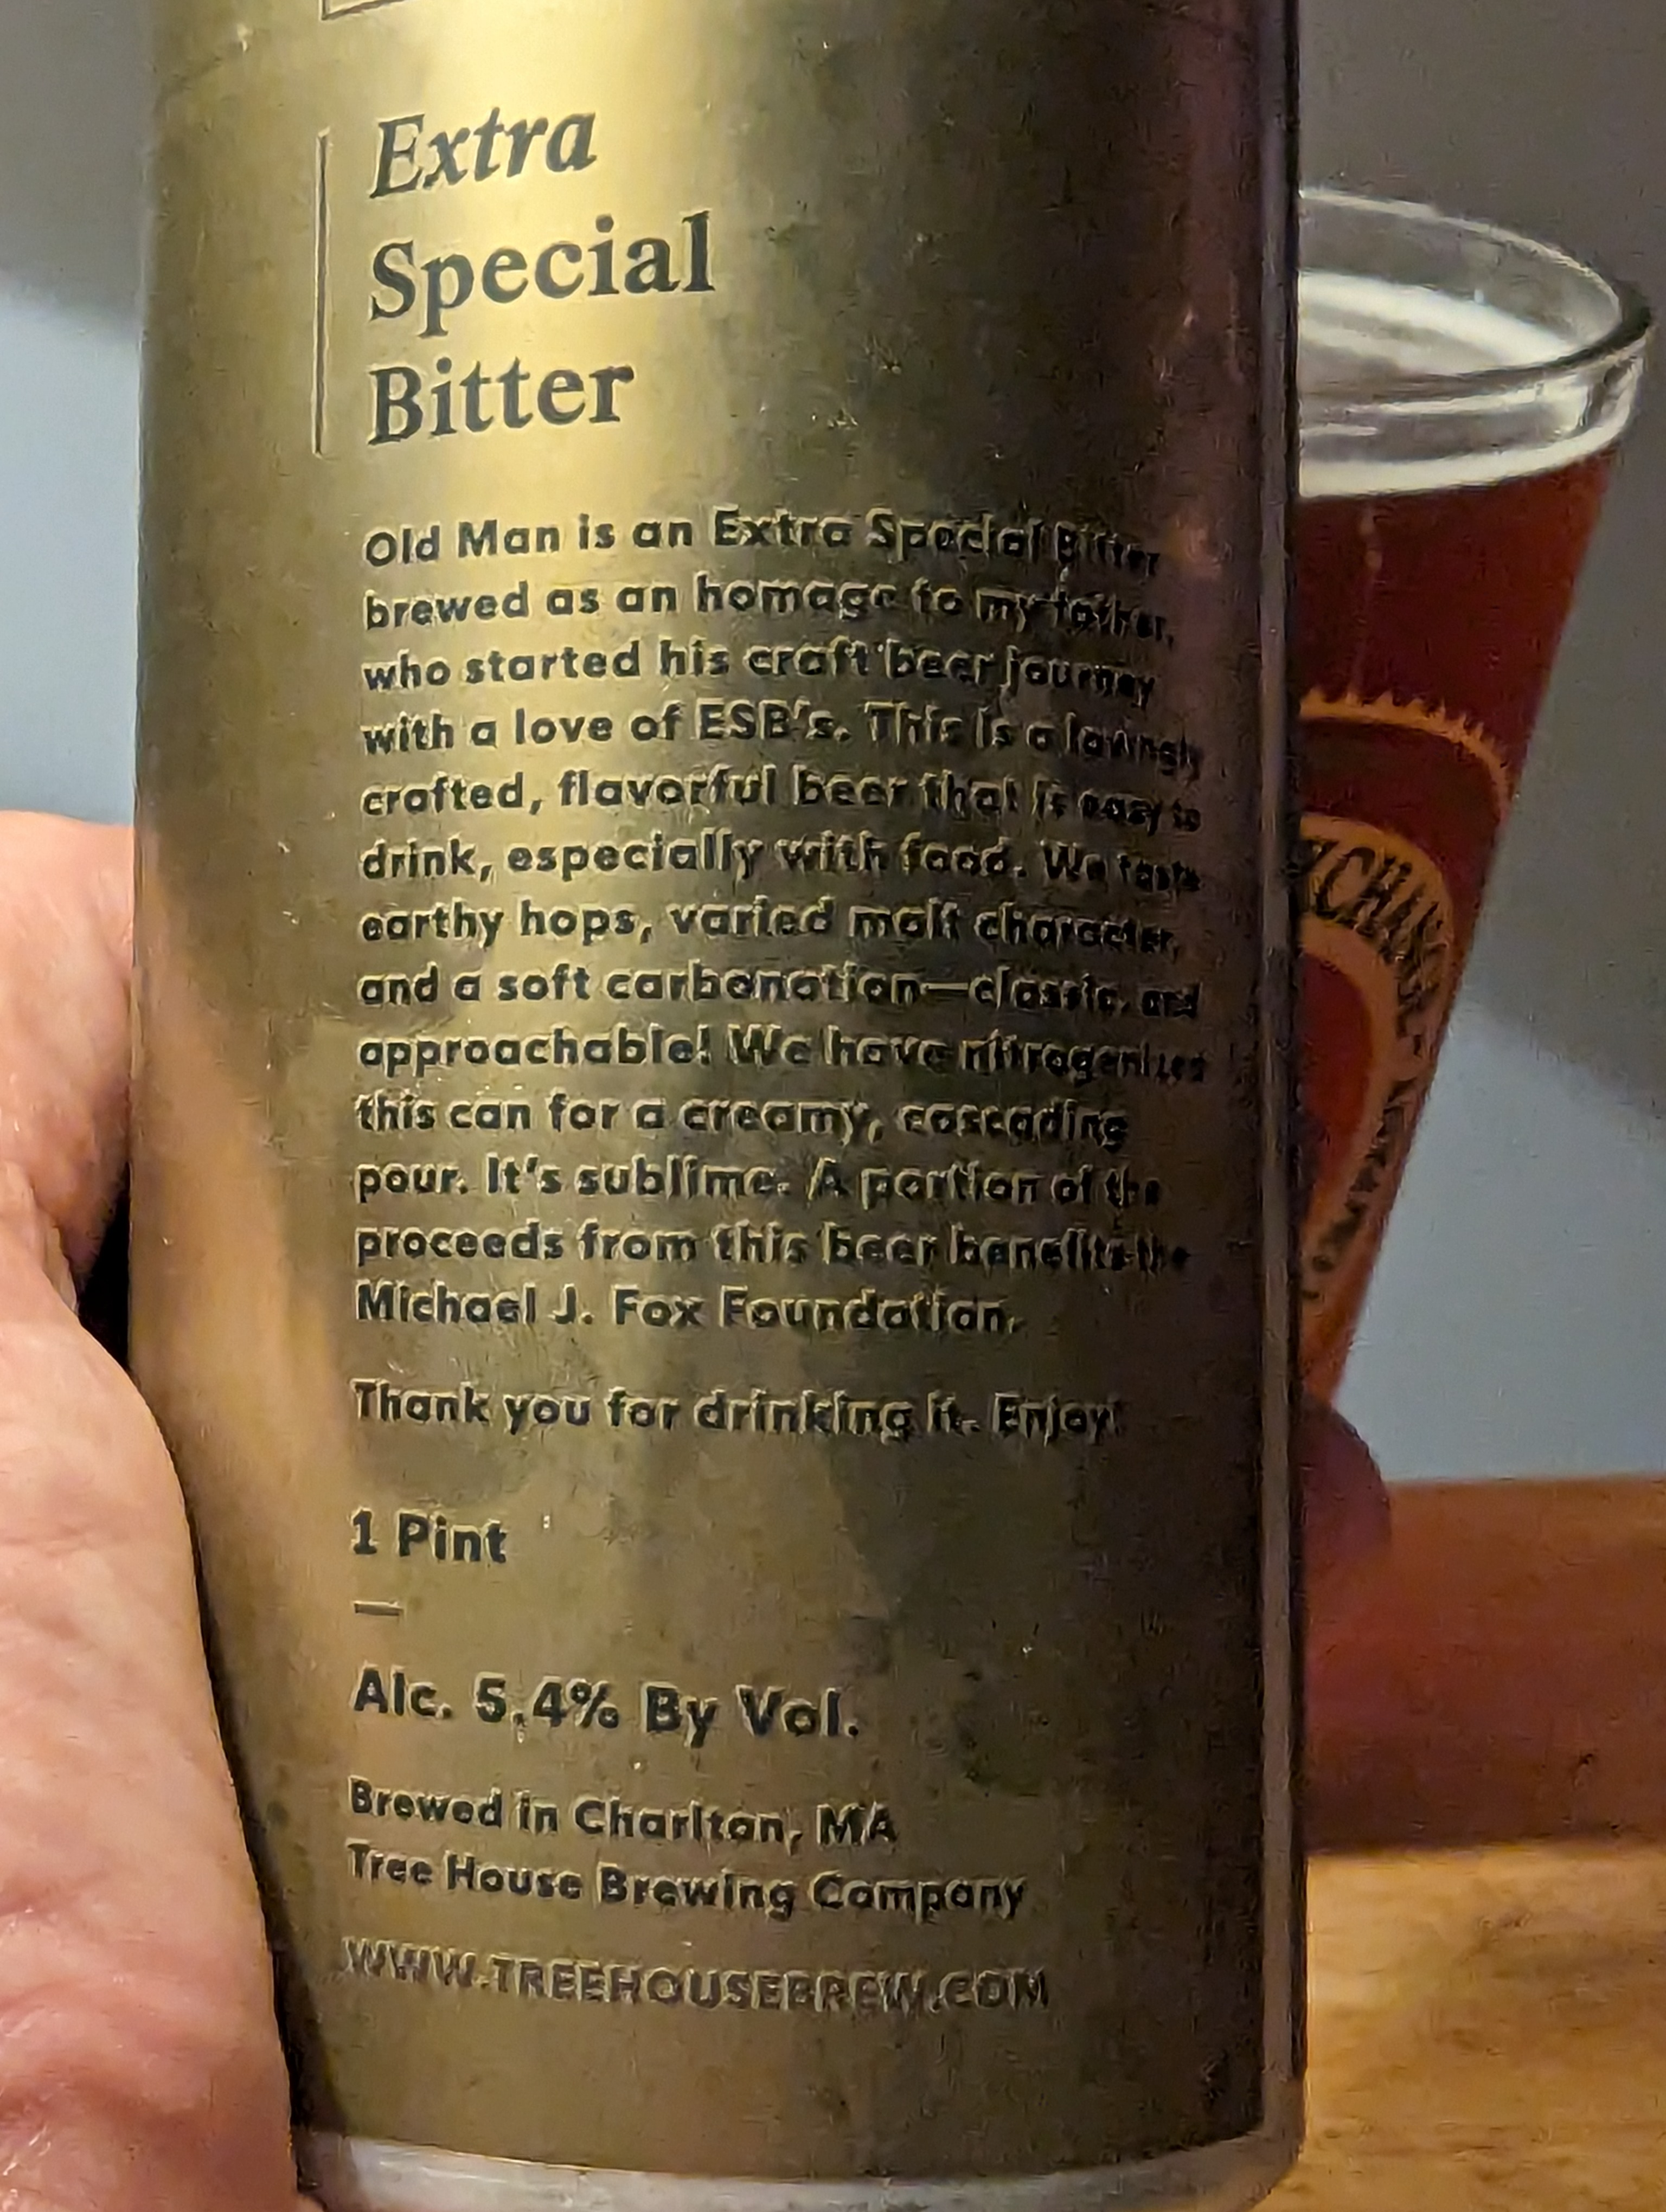 Extra
Special
Bitter
Old Man is an Extra Special Bitter
brewed as an homage to my father,
who started his craft beer journey
with a love of ESB's. This is a lovingly
crafted, flavorful beer that is easy to
drink, especially with food. We taste
earthy hops, varied malt character,
and a soft carbonation—classic, and
approachable! We have nitrogenized
this can for a creamy, cascading
pour. It's sublime. A portion of the
proceeds from this beer benefits the
Michael J. Fox Foundation.
Thank you for drinking it. Enjoy!
1 Pint
—
Alc. 5.4% By Vol.
Brewed in Charlton, MA
Tree House Brewing Company
WWW.TREEHOUSEBREW.COM